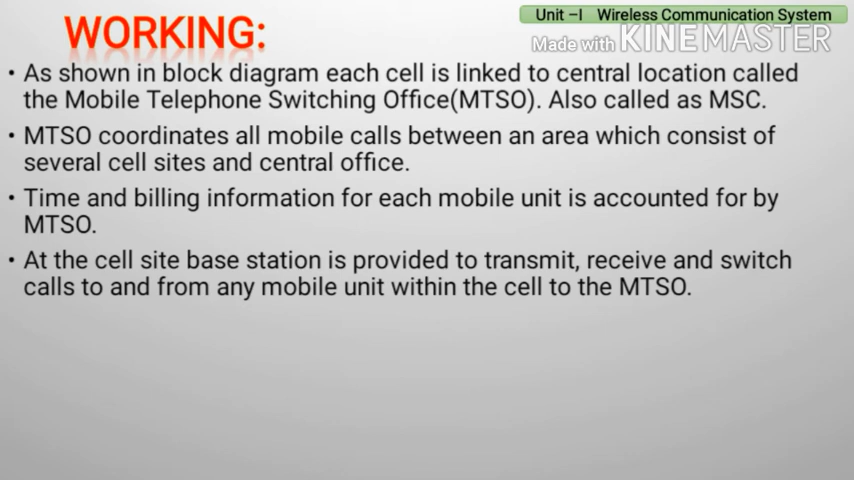 Unit –I Wireless Communication System
Made with KINEMASTER
WORKING:
• As shown in block diagram each cell is linked to central location called
the Mobile Telephone Switching Office(MTSO). Also called as MSC.
• MTSO coordinates all mobile calls between an area which consist of
several cell sites and central office.
• Time and billing information for each mobile unit is accounted for by
MTSO.
• At the cell site base station is provided to transmit, receive and switch
calls to and from any mobile unit within the cell to the MTSO.